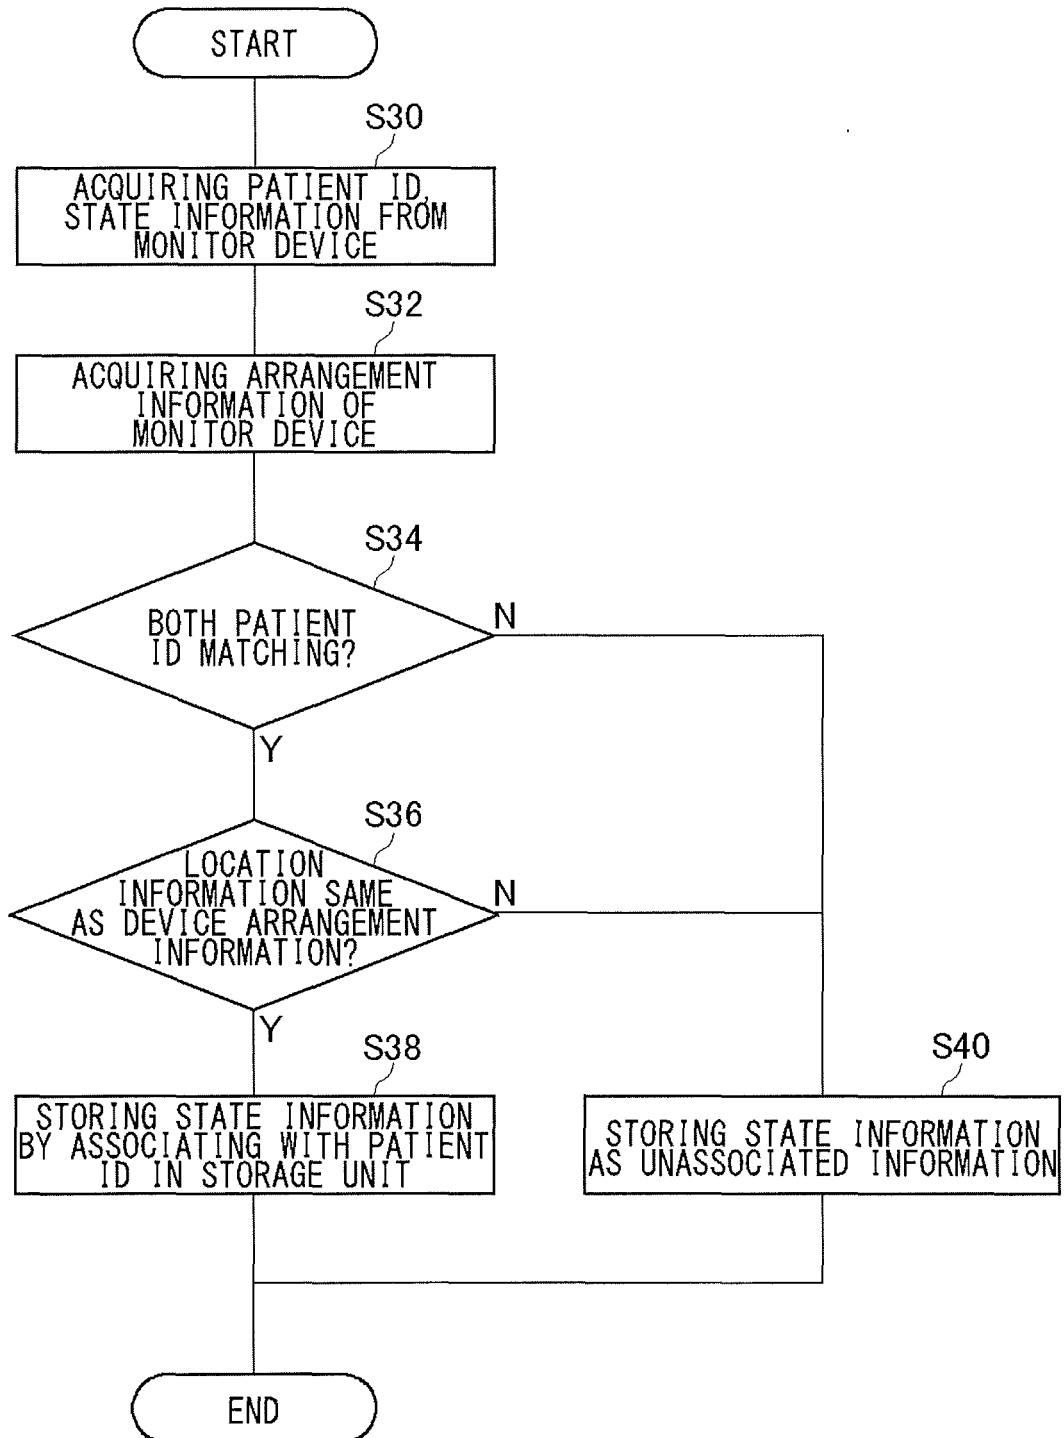 START
S30
ACQUIRING PATIENT ID,
STATE INFORMATION FROM
MONITOR DEVICE
S32
ACQUIRING ARRANGEMENT
INFORMATION OF
MONITOR DEVICE
S34
BOTH PATIENT
ID MATCHING?
N
Y
S36
LOCATION
INFORMATION SAME
AS DEVICE ARRANGEMENT
INFORMATION?
N
Y
S38
STORING STATE INFORMATION
BY ASSOCIATING WITH PATIENT
ID IN STORAGE UNIT
S40
STORING STATE INFORMATION
AS UNASSOCIATED INFORMATION
END